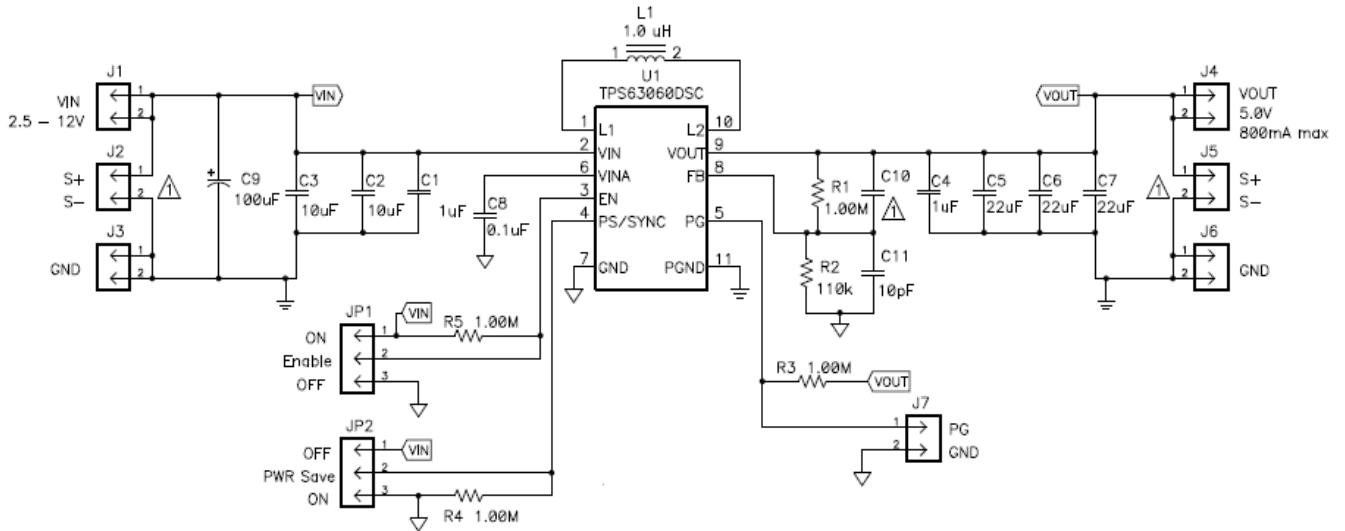 L1
1.0 uH
1 2
U1
TPS63060DSC
J1
1
2
VIN
2.5 - 12V
VIN
J2
S+
S-
1
2
1
J3
GND
1
2
C9
100uF
+
C3
10uF
C2
10uF
C1
1uF
C8
0.1uF
1 L1
2 VIN
6 VINA
3 EN
4 PS/SYNC
7 GND
L2 10
VOUT 9
FB 8
PG 5
PGND 11
R1
1.00M
C10
1
C4
1uF
C5
22uF
C6
22uF
C7
22uF
R2
110k
C11
10pF
VOUT
J4
1
2
VOUT
5.0V
800mA max
J5
1
2
S+
S-
1
J6
1
2
GND
JP1
ON
Enable
OFF
1
2
3
VIN
R5 1.00M
JP2
OFF
PWR Save
ON
1
2
3
VIN
R4 1.00M
R3 1.00M
VOUT
J7
1
2
PG
GND